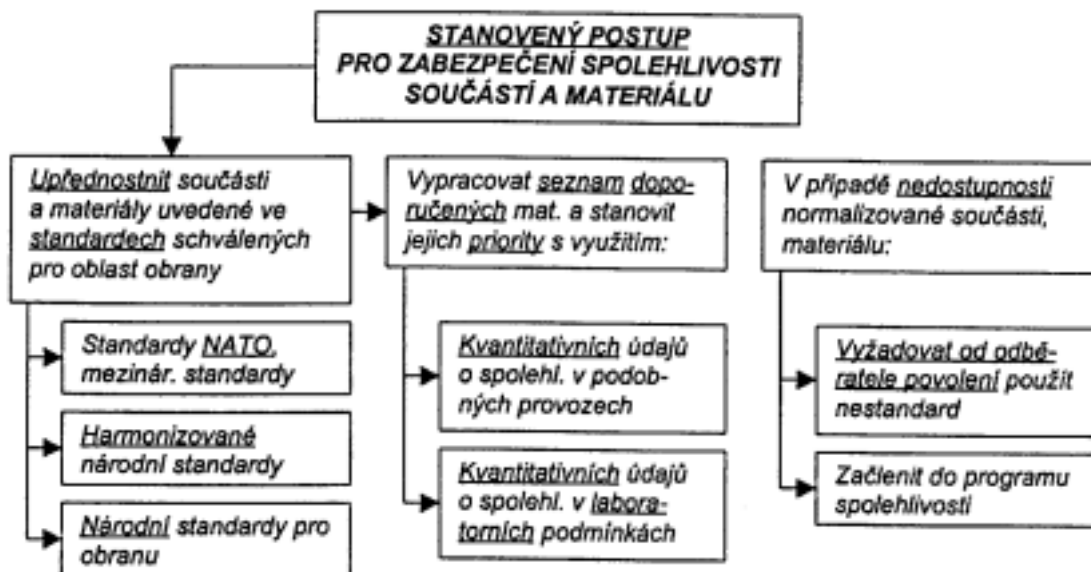 STANOVENÝ POSTUP
PRO ZABEZPEČENÍ SPOLEHLIVOSTI
SOUČÁSTÍ A MATERIÁLU
Upřednostnit součásti
a materiály uvedené ve
standardech schválených
pro oblast obrany
Standardy NATO,
mezinár. standardy
Harmonizované
národní standardy
Národní standardy pro
obranu
Vypracovat seznam dopo-
ručených mat. a stanovit
jejich priority s využitím:
Kvantitativních údajů
o spolehl. v podob-
ných provozech
Kvantitativních údajů
o spolehl. v labora-
torních podmínkách
V případě nedostupnosti
normalizované součásti,
materiálu:
Vyžadovat od odbě-
ratele povolení použít
nestandard
Začlenit do programu
spolehlivosti